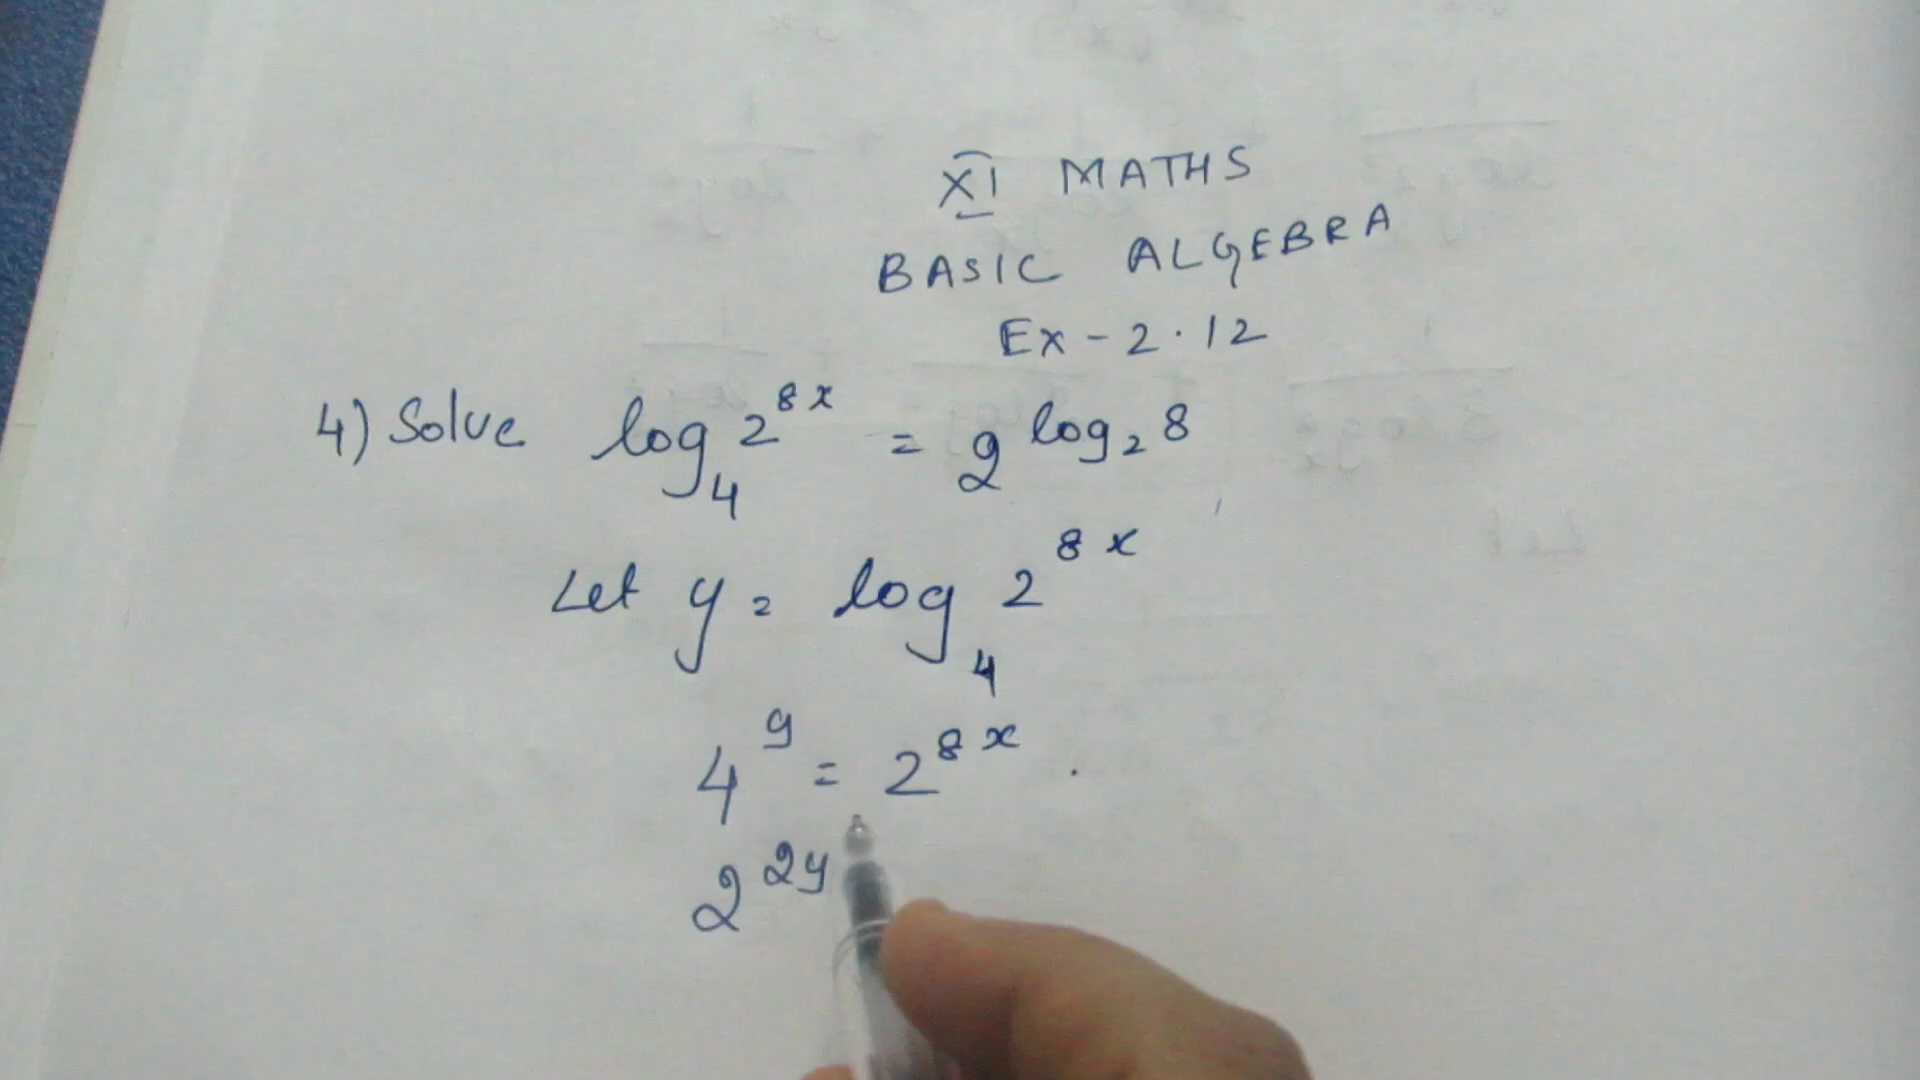 XI MATHS
BASIC ALGEBRA
Ex - 2.12
4) Solve log₄ 2^8x = 2^log₂ 8
Let y = log₄ 2^8x
4^y = 2^8x .
2^2y